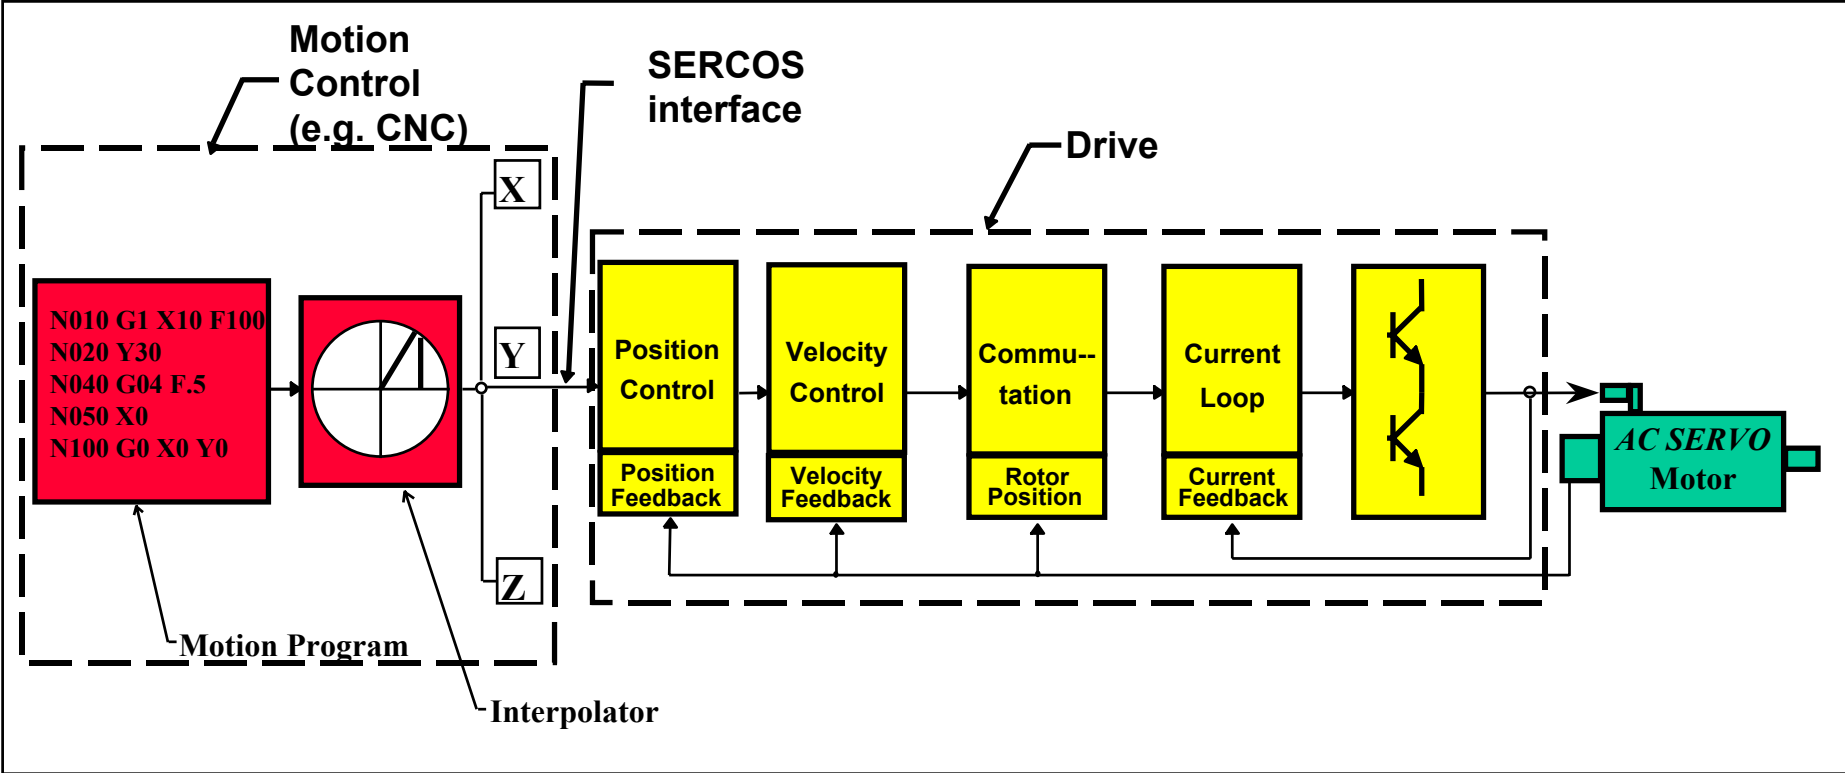 Motion
Control
(e.g. CNC)
SERCOS
interface
Drive
X
Y
Z
N010 G1 X10 F100
N020 Y30
N040 G04 F.5
N050 X0
N100 G0 X0 Y0
Position
Control
Position
Feedback
Velocity
Control
Velocity
Feedback
Commu--
tation
Rotor
Position
Current
Loop
Current
Feedback
AC SERVO
Motor
Motion Program
Interpolator